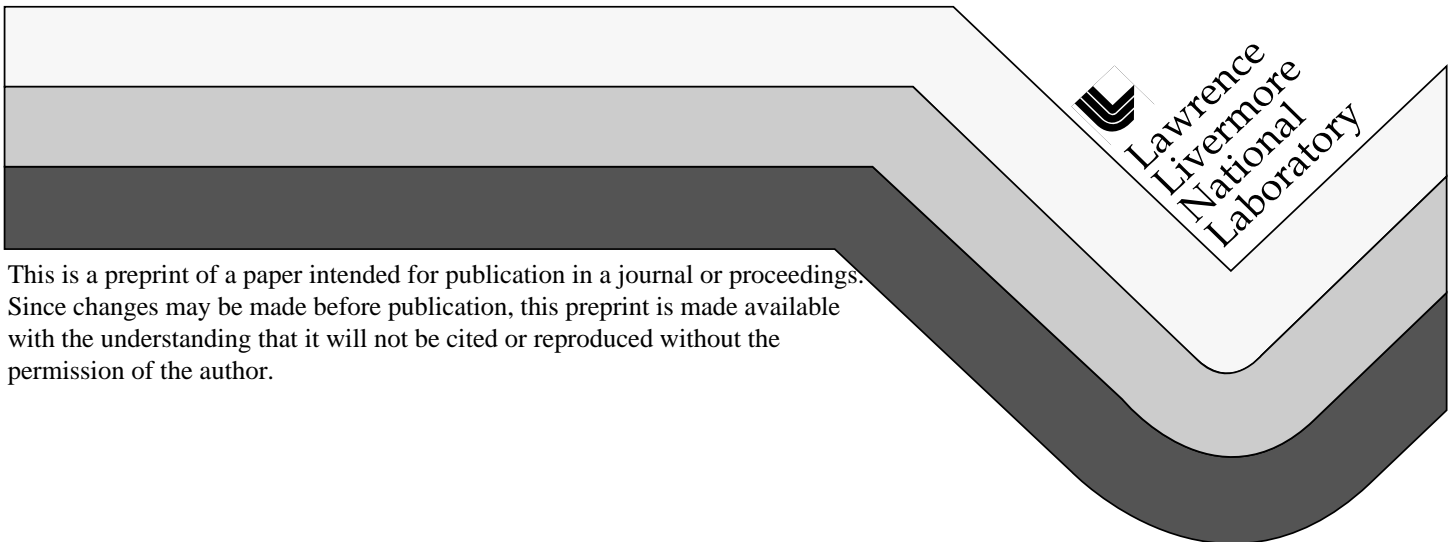 Lawrence
Livermore
National
Laboratory
This is a preprint of a paper intended for publication in a journal or proceedings.
Since changes may be made before publication, this preprint is made available
with the understanding that it will not be cited or reproduced without the
permission of the author.